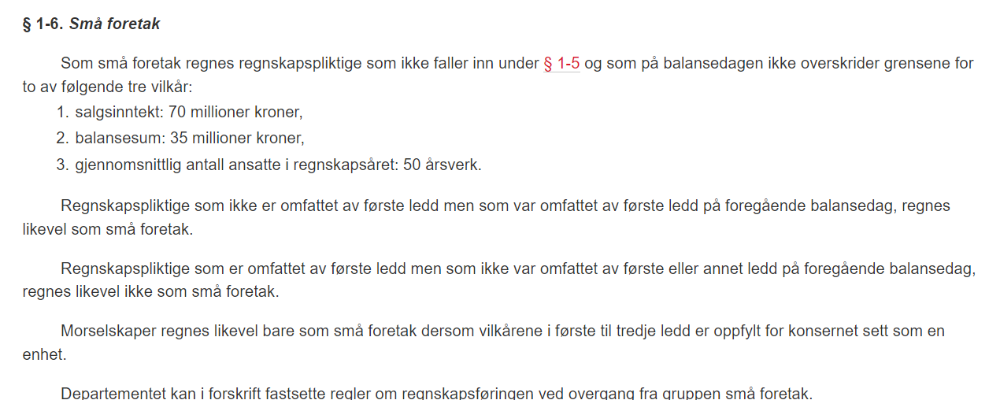 § 1-6. Små foretak
Som små foretak regnes regnskapspliktige som ikke faller inn under § 1-5 og som på balansedagen ikke overskrider grensene for
to av følgende tre vilkår:
1. salgsinntekt: 70 millioner kroner,
2. balansesum: 35 millioner kroner,
3. gjennomsnittlig antall ansatte i regnskapsåret: 50 årsverk.
Regnskapspliktige som ikke er omfattet av første ledd men som var omfattet av første ledd på foregående balansedag, regnes
likevel som små foretak.
Regnskapspliktige som er omfattet av første ledd men som ikke var omfattet av første eller annet ledd på foregående balansedag,
regnes likevel ikke som små foretak.
Morselskaper regnes likevel bare som små foretak dersom vilkårene i første til tredje ledd er oppfylt for konsernet sett som en
enhet.
Departementet kan i forskrift fastsette regler om regnskapsføringen ved overgang fra gruppen små foretak.